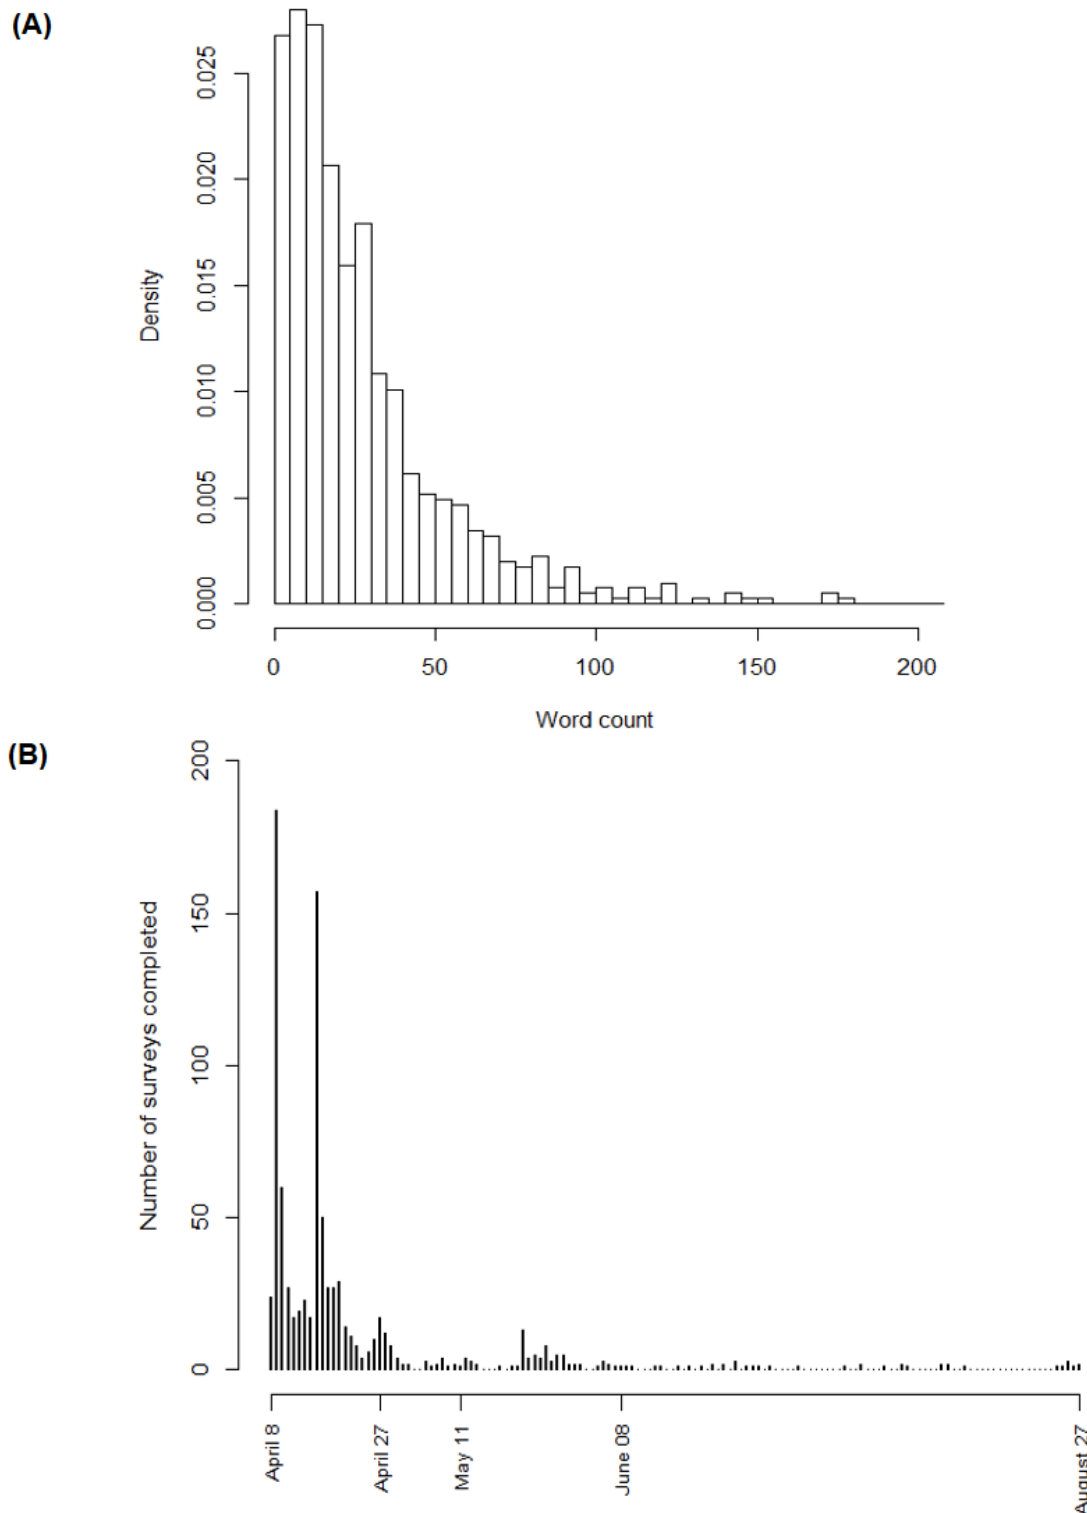 (A)
Density
0.025
0.020
0.015
0.010
0.005
0.000
0 50 100 150 200
Word count
(B)
Number of surveys completed
200
150
100
50
0
April 8
April 27
May 11
June 08
August 27